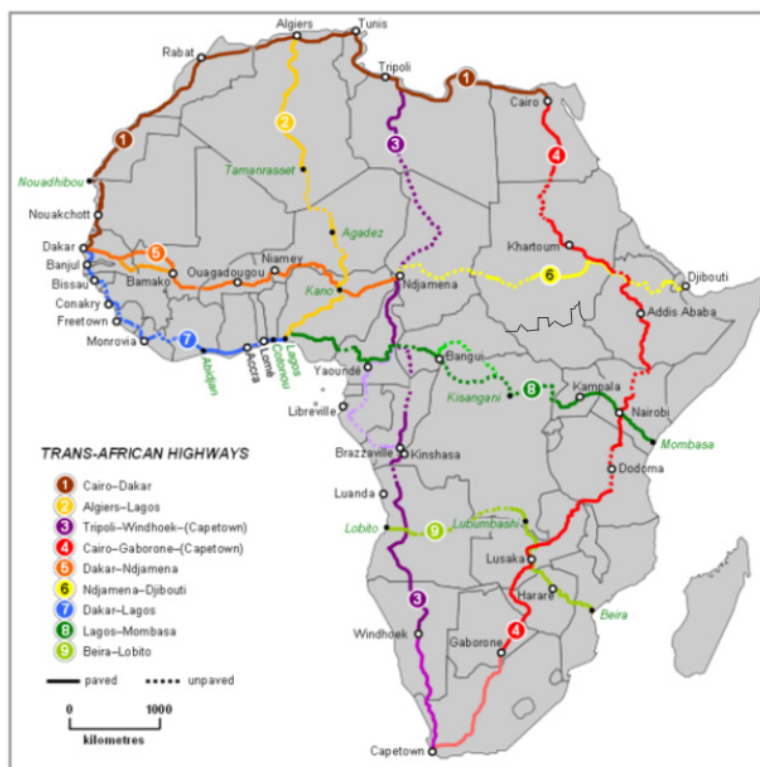 Algiers
Tunis
Rabat
Tripoli
1
Cairo
2
3
4
1
Tamanrasset
Nouadhibou
Nouakchott
Agadez
Dakar
5
Niamey
Khartoum
Banjul
Ouagadougou
Bissau
Bamako
Kano
Ndjamena
6
Djibouti
Conakry
Freetown
Addis Ababa
7
Monrovia
Abidjan
Accra
Lomé
Cotonou
Lagos
Yaoundé
Bangui
Kampala
Libreville
Kisangani
8
Nairobi
Brazzaville
Kinshasa
Mombasa
Dodoma
Luanda
Lobito
9
Lubumbashi
Lusaka
Harare
3
Beira
Windhoek
4
Gaborone
Capetown
TRANS-AFRICAN HIGHWAYS
1 Cairo–Dakar
2 Algiers–Lagos
3 Tripoli–Windhoek–(Capetown)
4 Cairo–Gaborone–(Capetown)
5 Dakar–Ndjamena
6 Ndjamena–Djibouti
7 Dakar–Lagos
8 Lagos–Mombasa
9 Beira–Lobito
paved unpaved
0 1000
kilometres